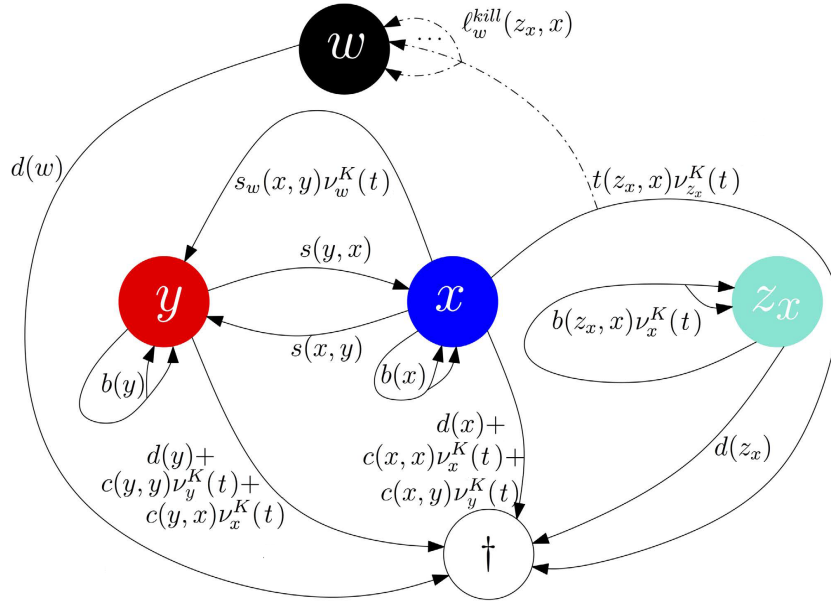 w
...
ℓ_w^{kill}(z_x, x)
d(w)
s_w(x, y)ν_w^K(t)
t(z_x, x)ν_{z_x}^K(t)
s(y, x)
y
x
z_x
b(z_x, x)ν_x^K(t)
s(x, y)
b(y)
b(x)
d(y)+
c(y, y)ν_y^K(t)+
c(y, x)ν_x^K(t)
d(x)+
c(x, x)ν_x^K(t)+
c(x, y)ν_y^K(t)
d(z_x)
†